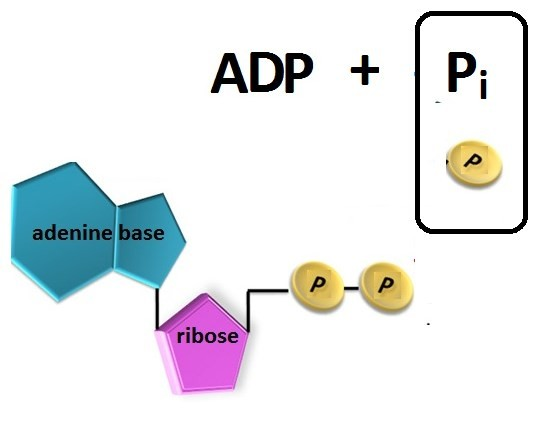 ADP + Pi
P
adenine base
P P
ribose